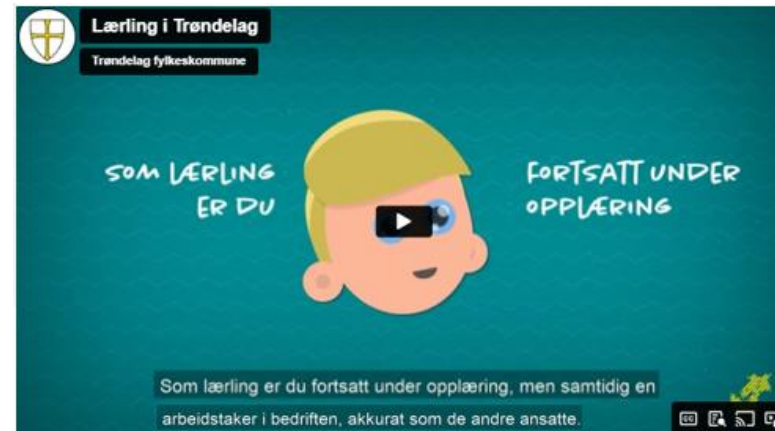 Lærling i Trøndelag
Trøndelag fylkeskommune
SOM LÆRLING
ER DU
FORTSATT UNDER
OPPLÆRING
Som lærling er du fortsatt under opplæring, men samtidig en
arbeidstaker i bedriften, akkurat som de andre ansatte.
CC